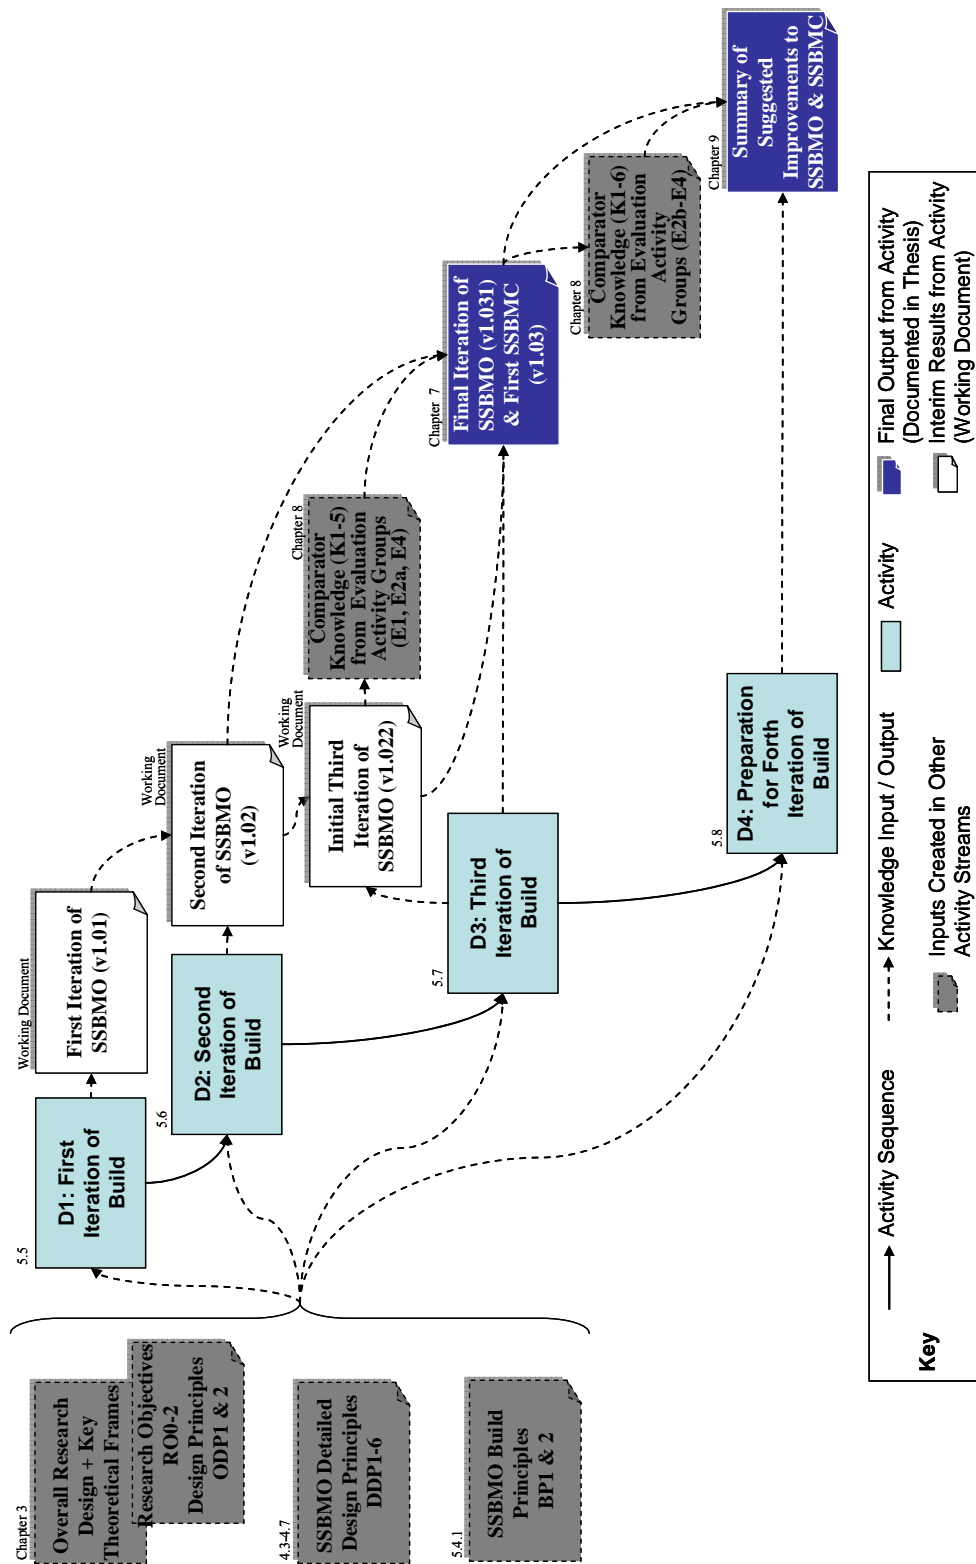 Chapter 3
Overall Research
Design + Key
Theoretical Frames
Research Objectives
RO0-2
Design Principles
ODP1 & 2
4.3-4.7
SSBMO Detailed
Design Principles
DDP1-6
5.4.1
SSBMO Build
Principles
BP1 & 2
5.5
D1: First
Iteration of
Build
Working Document
First Iteration of
SSBMO (v1.01)
5.6
D2: Second
Iteration of
Build
Working
Document
Second Iteration
of SSBMO
(v1.02)
Working
Document
Initial Third
Iteration of
SSBMO (v1.022)
Chapter 8
Comparator
Knowledge (K1-5)
from Evaluation
Activity Groups
(E1, E2a, E4)
5.7
D3: Third
Iteration of
Build
Chapter 7
Final Iteration of
SSBMO (v1.031)
& First SSBMC
(v1.03)
Chapter 8
Comparator
Knowledge (K1-6)
from Evaluation
Activity
Groups (E2b-E4)
5.8
D4: Preparation
for Forth
Iteration of
Build
Chapter 9
Summary of
Suggested
Improvements to
SSBMO & SSBMC
Key
Activity Sequence
Knowledge Input / Output
Activity
Final Output from Activity
(Documented in Thesis)
Inputs Created in Other
Activity Streams
Interim Results from Activity
(Working Document)